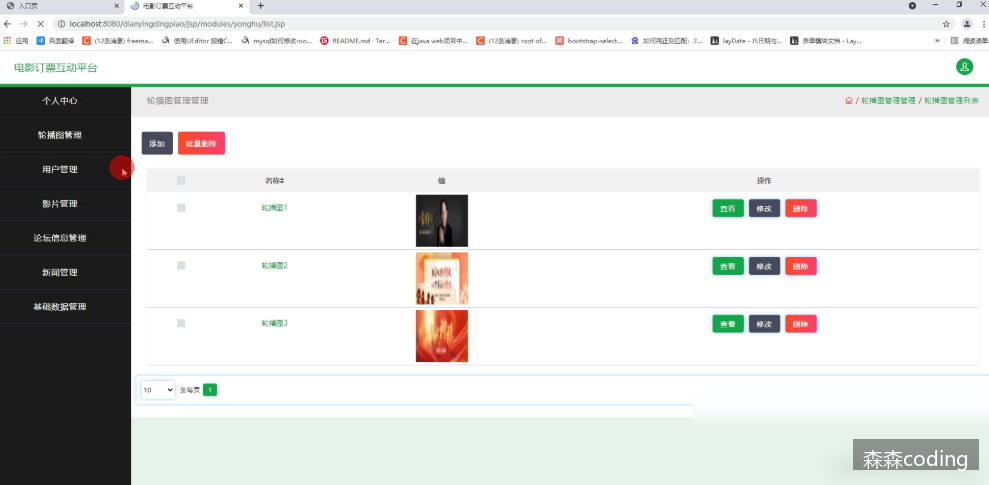 入口页
电影订票互动平台
localhost:8080/dianyingdingpiao/jsp/modules/yonghu/list.jsp
应用 百度翻译 (12条消息) freema... 使用UEditor 报错C... mysql如何修改roo... README.md · Ter... 在java web项目中... (12条消息) root of... bootstrap-select... 如何用正则匹配：2... layDate - JS日期与... 表单模块文档 - Lay... » 阅读清单
电影订票互动平台
个人中心
轮播图管理
用户管理
影片管理
论坛信息管理
新闻管理
基础数据管理
轮播图管理管理
/ 轮播图管理管理 / 轮播图管理列表
添加 批量删除
名称 值 操作
轮播图1 查看 修改 删除
轮播图2 查看 修改 删除
轮播图3 查看 修改 删除
10 条每页 1
森森coding